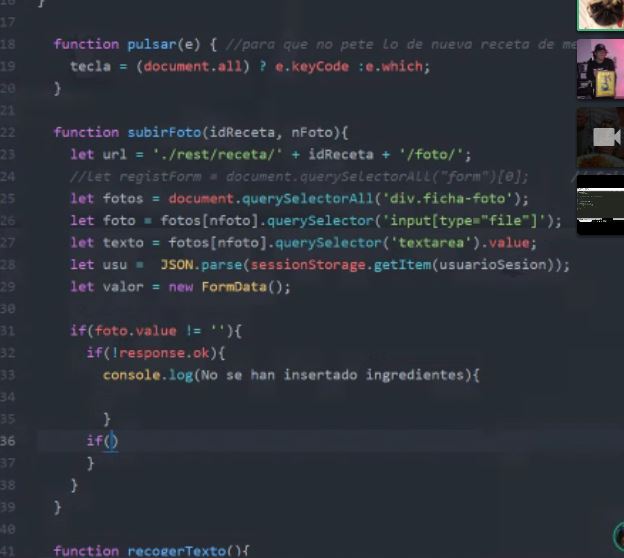 17
18 function pulsar(e) { //para que no pete lo de nueva receta de me
19 tecla = (document.all) ? e.keyCode :e.which;
20 }
21
22 function subirFoto(idReceta, nFoto){
23 let url = './rest/receta/' + idReceta + '/foto/';
24 //let registForm = document.querySelectorAll("form")[0];
25 let fotos = document.querySelectorAll('div.ficha-foto');
26 let foto = fotos[nfoto].querySelector('input[type="file"]');
27 let texto = fotos[nfoto].querySelector('textarea').value;
28 let usu = JSON.parse(sessionStorage.getItem(usuarioSesion));
29 let valor = new FormData();
30
31 if(foto.value != ''){
32 if(!response.ok){
33 console.log(No se han insertado ingredientes){
34
35 }
36 if()
37 }
38 }
39 }
40
41 function recogerTexto(){